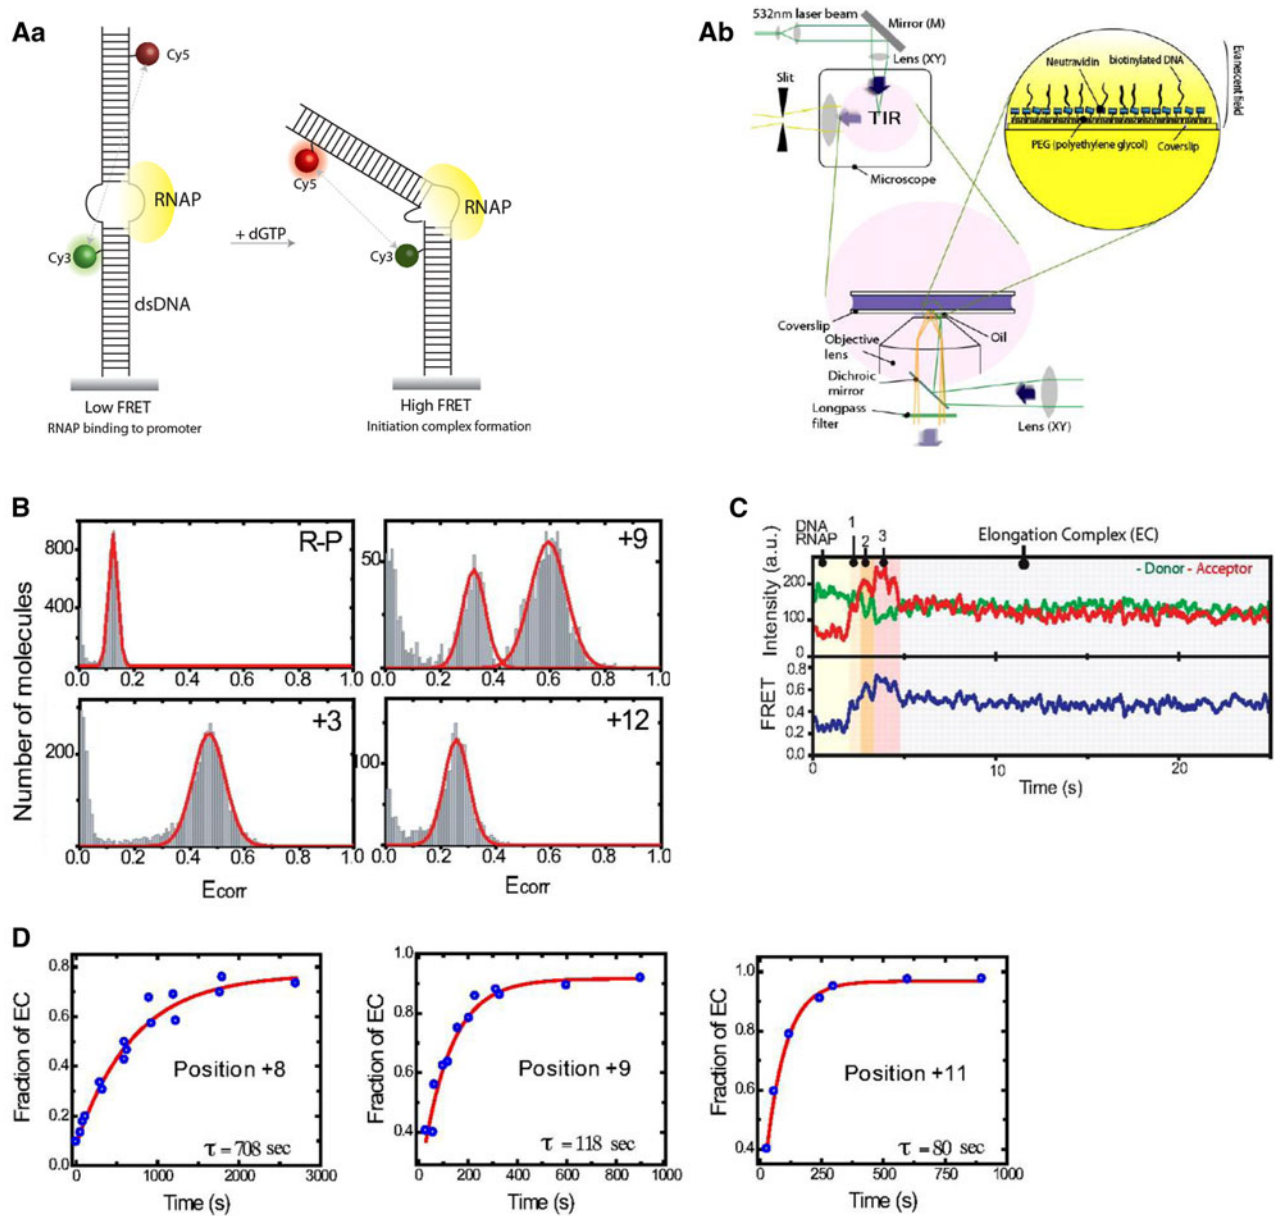 Aa
Cy5
RNAP
Cy3
dsDNA
Low FRET
RNAP binding to promoter
+ dGTP
Cy5
RNAP
Cy3
High FRET
Initiation complex formation
Ab
532nm laser beam
Mirror (M)
Lens (XY)
Slit
TIR
Microscope
Neutravidin
biotinylated DNA
PEG (polyethylene glycol)
Coverslip
Evanescent field
Coverslip
Oil
Objective
lens
Dichroic
mirror
Longpass
filter
Lens (XY)
B
Number of molecules
800
400
0
R-P
0.0 0.2 0.4 0.6 0.8 1.0
50
0
+9
0.0 0.2 0.4 0.6 0.8 1.0
200
0
+3
0.0 0.2 0.4 0.6 0.8 1.0
Ecorr
100
0
+12
0.0 0.2 0.4 0.6 0.8 1.0
Ecorr
C
DNA
RNAP
1
2
3
Elongation Complex (EC)
- Donor - Acceptor
Intensity (a.u.)
200
100
0
FRET
0.8
0.6
0.4
0.2
0.0
0 10 20
Time (s)
D
Fraction of EC
0.8
0.6
0.4
0.2
0.0
Position +8
τ = 708 sec
0 1000 2000 3000
Time (s)
Fraction of EC
1.0
0.8
0.6
0.4
Position +9
τ = 118 sec
0 200 400 600 800 1000
Time (s)
Fraction of EC
1.0
0.8
0.6
0.4
Position +11
τ = 80 sec
0 250 500 750 1000
Time (s)